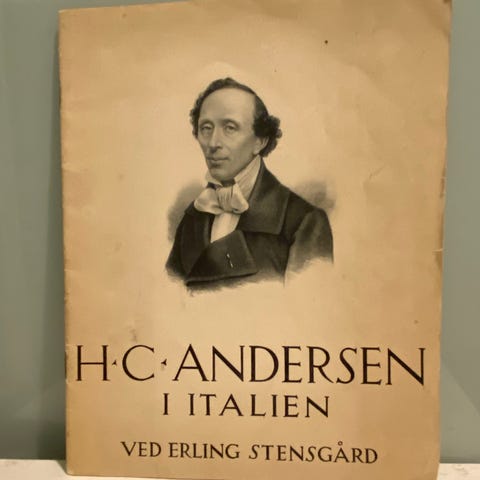 H·C·ANDERSEN
I ITALIEN
VED ERLING STENSGÅRD